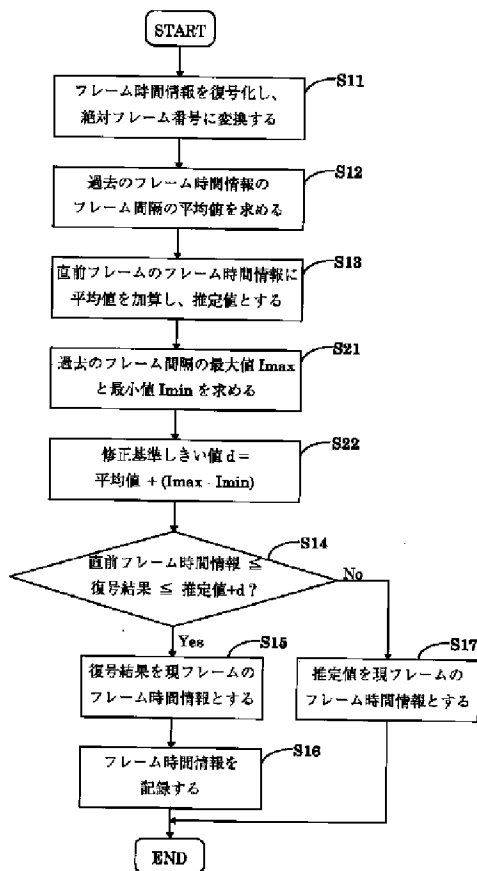 START
S11
フレーム時間情報を復号化し、
絶対フレーム番号に変換する
S12
過去のフレーム時間情報の
フレーム間隔の平均値を求める
S13
直前フレームのフレーム時間情報に
平均値を加算し、推定値とする
S21
過去のフレーム間隔の最大値 Imax
と最小値 Imin を求める
S22
修正基準しきい値 d =
平均値 + (Imax - Imin)
S14
直前フレーム時間情報 ≦
復号結果 ≦ 推定値+d ?
No
Yes
S15
復号結果を現フレームの
フレーム時間情報とする
S17
推定値を現フレームの
フレーム時間情報とする
S16
フレーム時間情報を
記録する
END